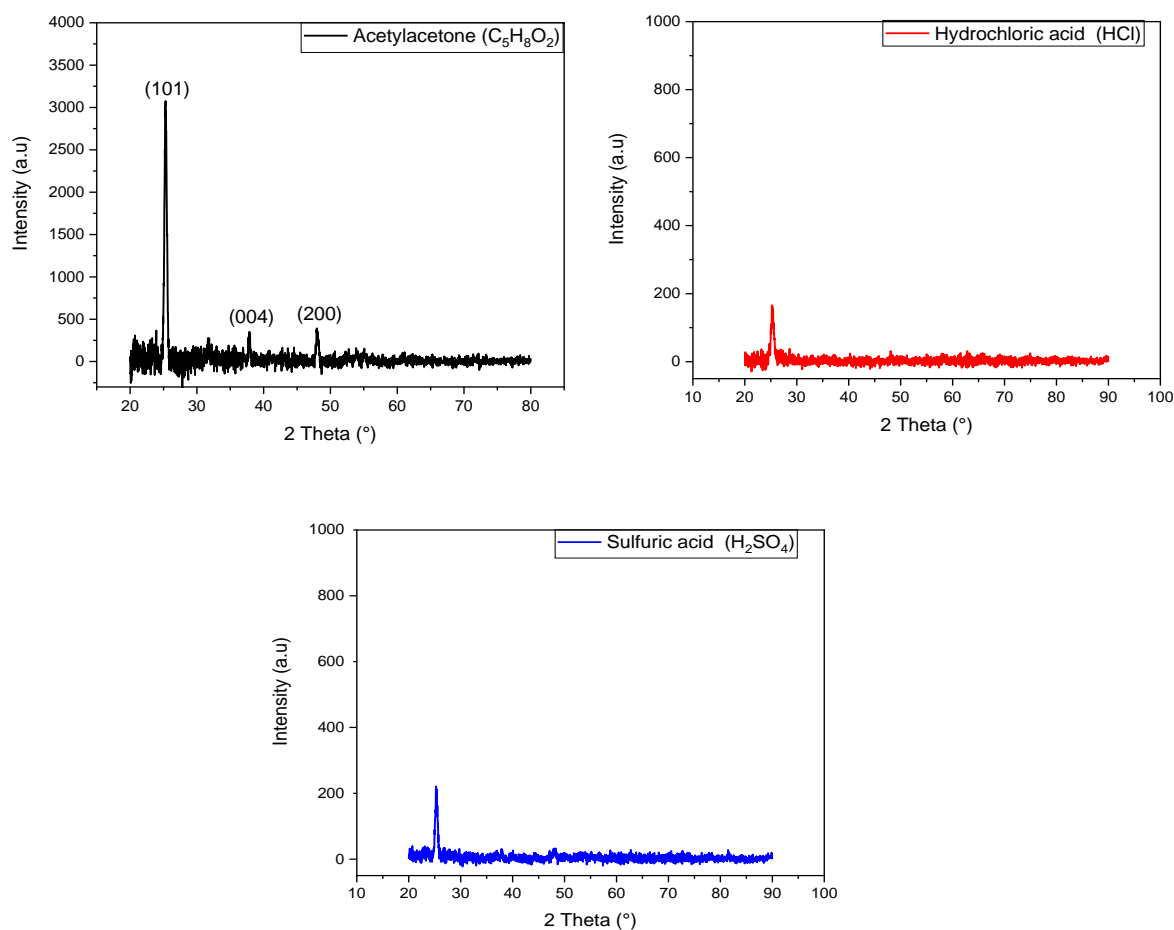 Acetylacetone (C₅H₈O₂)
4000
3500
3000
2500
2000
1500
1000
500
0
(101)
(004)
(200)
Intensity (a.u)
20 30 40 50 60 70 80
2 Theta (°)
Hydrochloric acid (HCl)
1000
800
600
400
200
0
Intensity (a.u)
10 20 30 40 50 60 70 80 90 100
2 Theta (°)
Sulfuric acid (H₂SO₄)
1000
800
600
400
200
0
Intensity (a.u)
10 20 30 40 50 60 70 80 90 100
2 Theta (°)